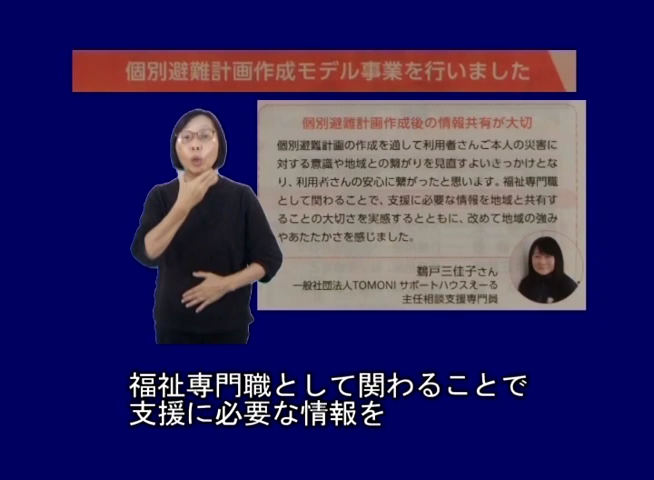 個別避難計画作成モデル事業を行いました
個別避難計画作成後の情報共有が大切
個別避難計画の作成を通して利用者さんご本人の災害に
対する意識や地域との繋がりを見直すよいきっかけとな
り、利用者さんの安心に繋がったと思います。福祉専門職
として関わることで、支援に必要な情報を地域と共有す
ることの大切さを実感するとともに、改めて地域の強み
やあたたかさを感じました。
鵜戸三佳子さん
一般社団法人TOMONI サポートハウスえーる
主任相談支援専門員
福祉専門職として関わることで
支援に必要な情報を